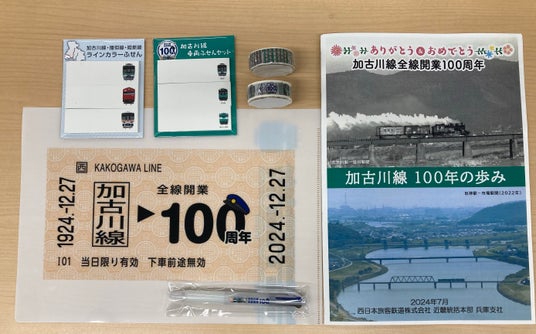 加古川線・播但線・姫新線
ラインカラーふせん
100
加古川線
車両ふせんセット
西 KAKOGAWA LINE
1924.-12.27
加古川線
全線開業
100周年
2024.-12.27
101 当日限り有効 下車前途無効
ありがとう&おめでとう
加古川線全線開業100周年
加古川線 100年の歩み
2024年7月
西日本旅客鉄道株式会社 近畿統括本部 兵庫支社